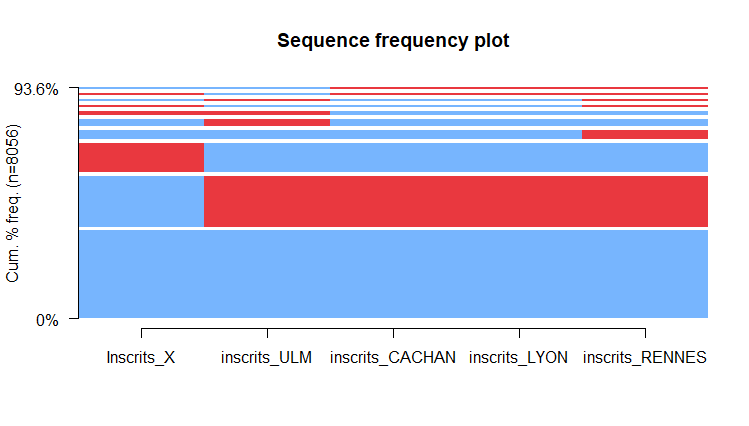 Sequence frequency plot
93.6%
Cum. % freq. (n=8056)
0%
Inscrits_X inscrits_ULM inscrits_CACHAN inscrits_LYON inscrits_RENNES